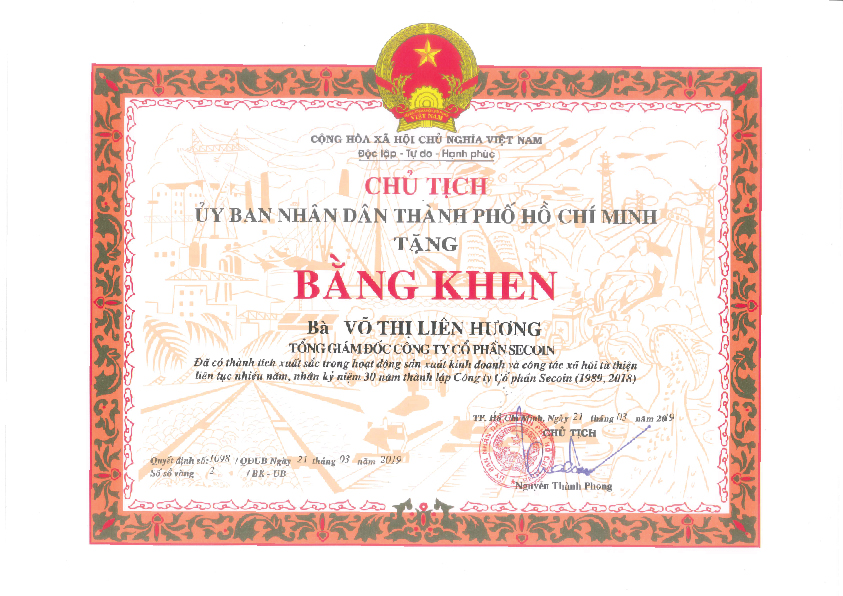 VIỆT NAM
CỘNG HÒA XÃ HỘI CHỦ NGHĨA VIỆT NAM
Độc lập - Tự do - Hạnh phúc
CHỦ TỊCH
ỦY BAN NHÂN DÂN THÀNH PHỐ HỒ CHÍ MINH
TẶNG
BẰNG KHEN
Bà VÕ THỊ LIÊN HƯƠNG
TỔNG GIÁM ĐỐC CÔNG TY CỔ PHẦN SECOIN
Đã có thành tích xuất sắc trong hoạt động sản xuất kinh doanh và công tác xã hội từ thiện
liên tục nhiều năm, nhân kỷ niệm 30 năm thành lập Công ty Cổ phần Secoin (1989, 2018)
TP. Hồ Chí Minh, Ngày 21 tháng 03 năm 2019
CHỦ TỊCH
Quyết định số: 1098 / QĐUB Ngày 21 tháng 03 năm 2019
Số sổ vàng 2 / BK - UB
Nguyễn Thành Phong